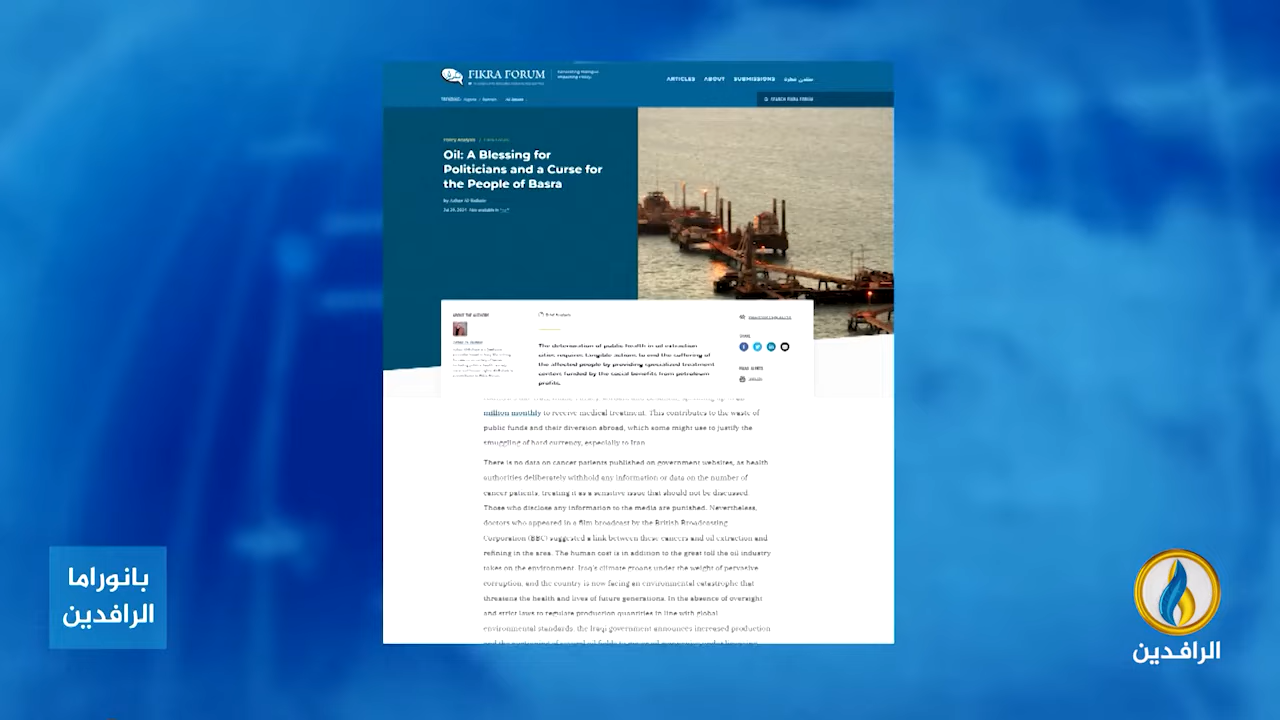 FIKRA FORUM
ARTICLES ABOUT SUBMISSIONS منتدى فكرة
SEARCH FIKRA FORUM
Policy Analysis /
Oil: A Blessing for
Politicians and a Curse for
the People of Basra
ABOUT THE AUTHORS
Brief Analysis
The deterioration of public health in oil extraction
cities requires tangible actions to end the suffering of
the affected people by providing specialized treatment
centers funded by the social benefits from petroleum
profits.
million monthly to receive medical treatment. This contributes to the waste of
public funds and their diversion abroad, which some might use to justify the
smuggling of hard currency, especially to Iran.
There is no data on cancer patients published on government websites, as health
authorities deliberately withhold any information or data on the number of
cancer patients, treating it as a sensitive issue that should not be discussed.
Those who disclose any information to the media are punished. Nevertheless,
doctors who appeared in a film broadcast by the British Broadcasting
Corporation (BBC) suggested a link between these cancers and oil extraction and
refining in the area. The human cost is in addition to the great toll the oil industry
takes on the environment. Iraq's climate groans under the weight of pervasive
corruption, and the country is now facing an environmental catastrophe that
threatens the health and lives of future generations. In the absence of oversight
and strict laws to regulate production quantities in line with global
environmental standards, the Iraqi government announces increased production
بانوراما
الرافدين
الرافدين